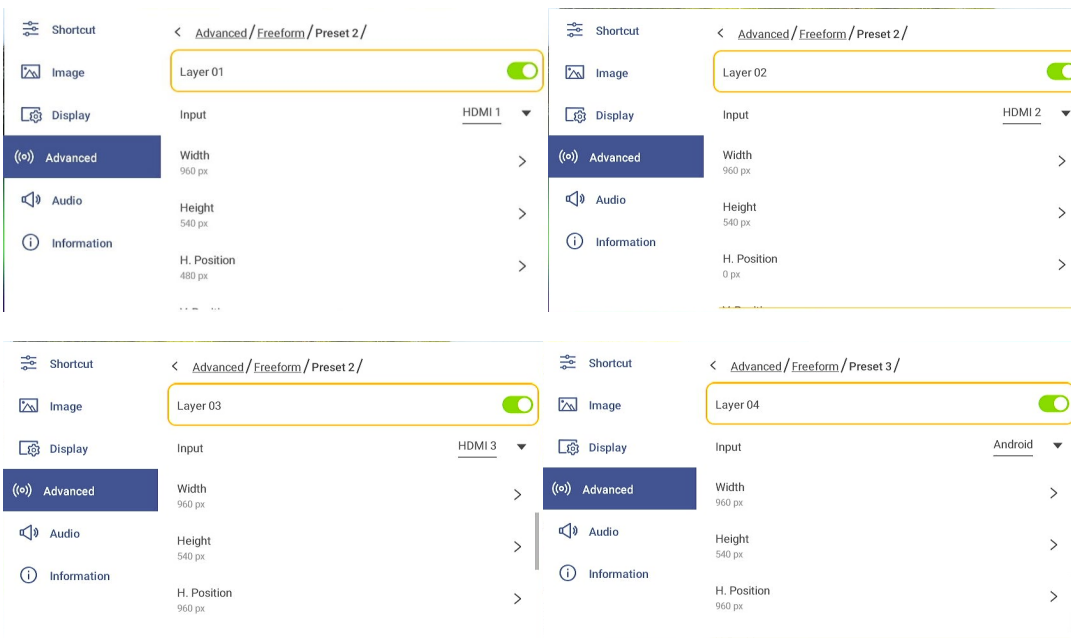 Shortcut
Image
Display
Advanced
Audio
Information
Advanced/Freeform/Preset 2/
Layer 01
Input HDMI 1
Width
960 px
Height
540 px
H. Position
480 px
Shortcut
Image
Display
Advanced
Audio
Information
Advanced/Freeform/Preset 2/
Layer 02
Input HDMI 2
Width
960 px
Height
540 px
H. Position
0 px
Shortcut
Image
Display
Advanced
Audio
Information
Advanced/Freeform/Preset 2/
Layer 03
Input HDMI 3
Width
960 px
Height
540 px
H. Position
960 px
Shortcut
Image
Display
Advanced
Audio
Information
Advanced/Freeform/Preset 3/
Layer 04
Input Android
Width
960 px
Height
540 px
H. Position
960 px